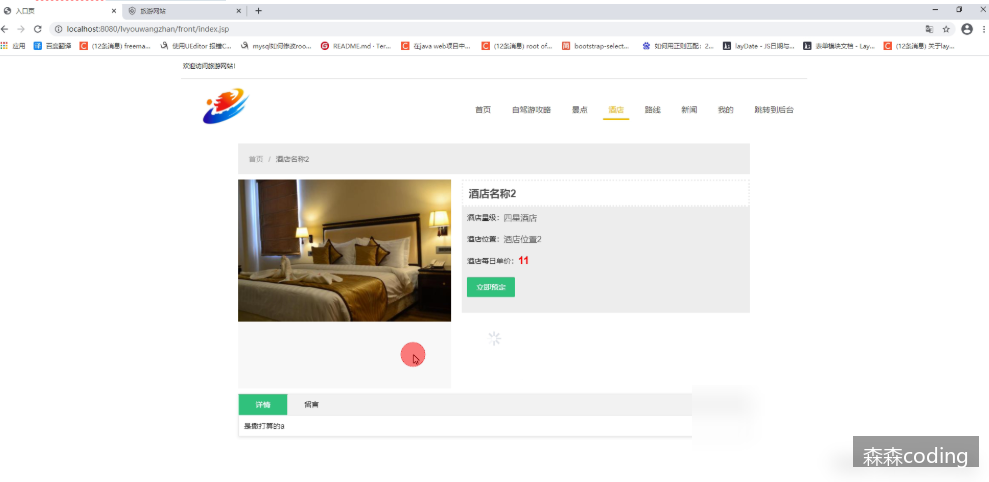 入口页
旅游网站
localhost:8080/lvyouwangzhan/front/index.jsp
应用
百度翻译
(12条消息) freema...
使用UEditor 报错C...
mysql如何修改roo...
README.md · Ter...
在java web项目中...
(12条消息) root of...
bootstrap-select...
如何用正则匹配：2...
layDate - JS日期与...
表单模块文档 - Lay...
(12条消息) 关于lay...
欢迎访问旅游网站！
首页 自驾游攻略 景点 酒店 路线 新闻 我的 跳转到后台
首页 / 酒店名称2
酒店名称2
酒店星级： 四星酒店
酒店位置： 酒店位置2
酒店每日单价： 11
立即预定
详情 留言
是撒打算的a
森森coding